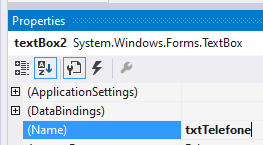 Properties
textBox2 System.Windows.Forms.TextBox
(ApplicationSettings)
(DataBindings)
(Name) txtTelefone